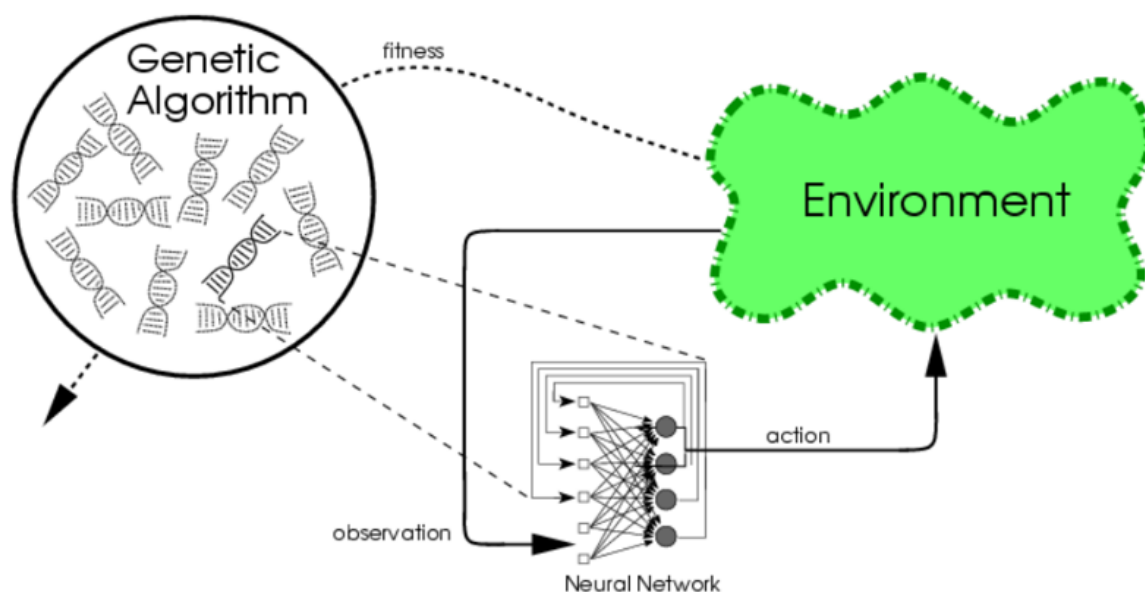 Genetic
Algorithm
fitness
Environment
action
observation
Neural Network